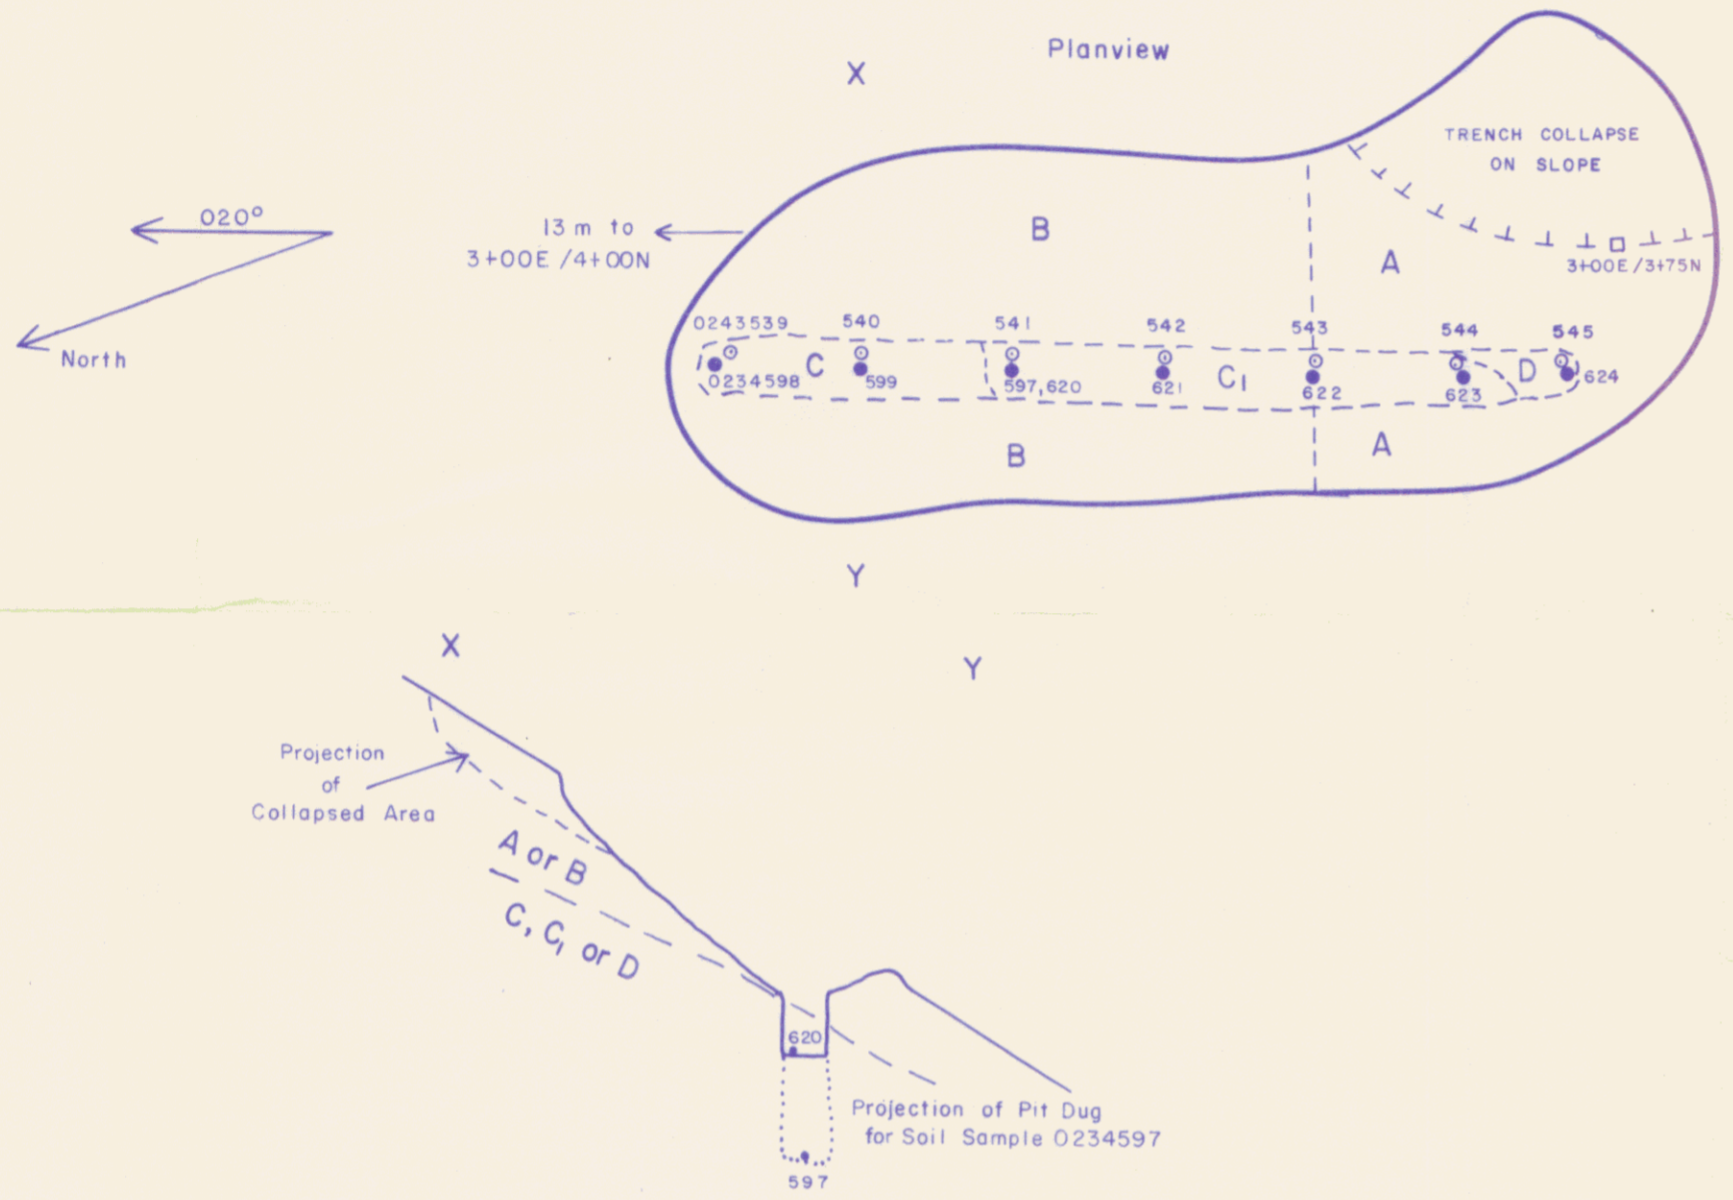 Planview
X
TRENCH COLLAPSE
ON SLOPE
020°
13 m to
3+00E/4+00N
North
B
A
3+00E/3+75N
0243539 540 541 542 543 544 545
C C1 D
0234598 599 597,620 621 622 623 624
B A
Y
X Y
Projection
of
Collapsed Area
A or B
C, C1 or D
620
Projection of Pit Dug
for Soil Sample 0234597
597